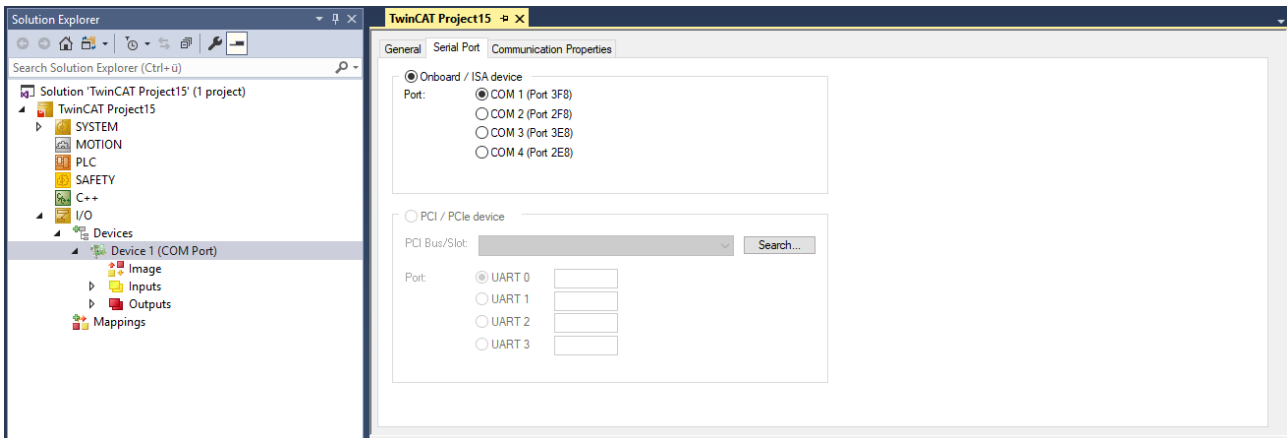 Solution Explorer
Search Solution Explorer (Ctrl+ü)
Solution 'TwinCAT Project15' (1 project)
TwinCAT Project15
SYSTEM
MOTION
PLC
SAFETY
C++
I/O
Devices
Device 1 (COM Port)
Image
Inputs
Outputs
Mappings
TwinCAT Project15
General Serial Port Communication Properties
Onboard / ISA device
Port: COM 1 (Port 3F8)
COM 2 (Port 2F8)
COM 3 (Port 3E8)
COM 4 (Port 2E8)
PCI / PCIe device
PCI Bus/Slot: Search...
Port: UART 0
UART 1
UART 2
UART 3